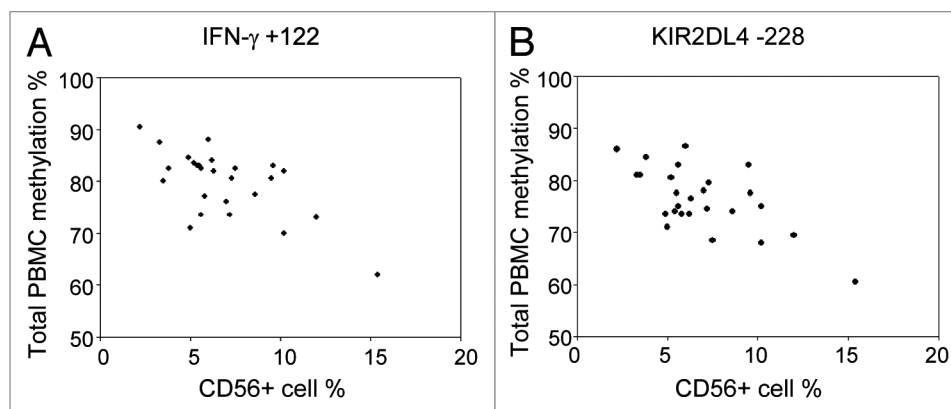 A
IFN-γ +122
Total PBMC methylation %
100
90
80
70
60
50
0
5
10
15
20
CD56+ cell %
B
KIR2DL4 -228
Total PBMC methylation %
100
90
80
70
60
50
0
5
10
15
20
CD56+ cell %